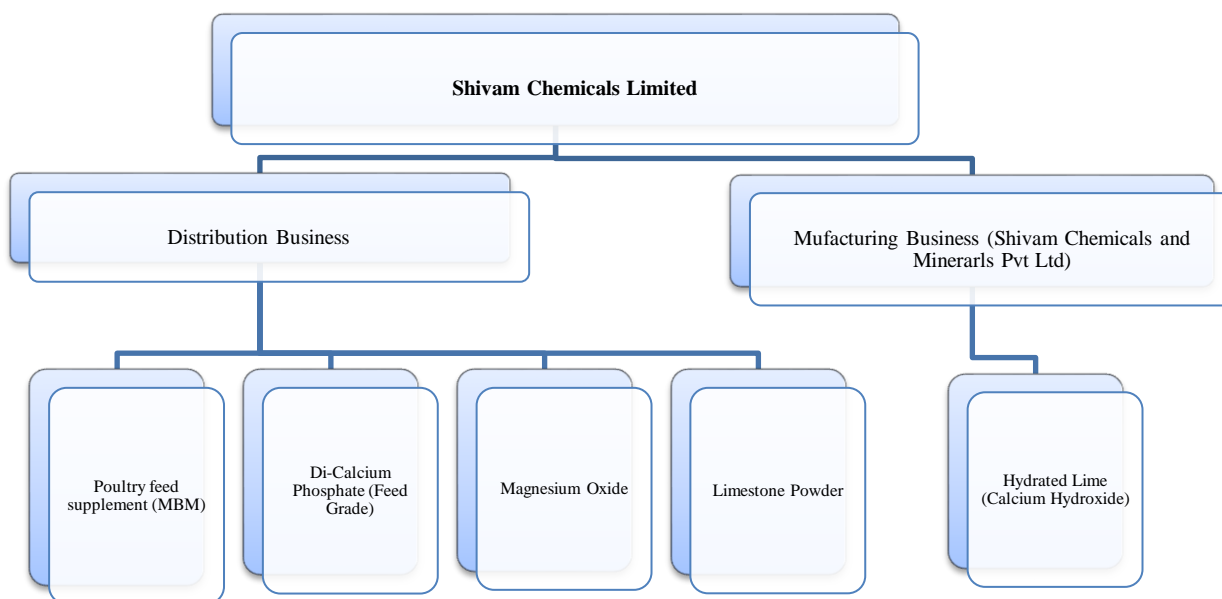 Shivam Chemicals Limited
Distribution Business
Mufacturing Business (Shivam Chemicals and
Minerarls Pvt Ltd)
Poultry feed
supplement (MBM)
Di-Calcium
Phosphate (Feed
Grade)
Magnesium Oxide
Limestone Powder
Hydrated Lime
(Calcium Hydroxide)